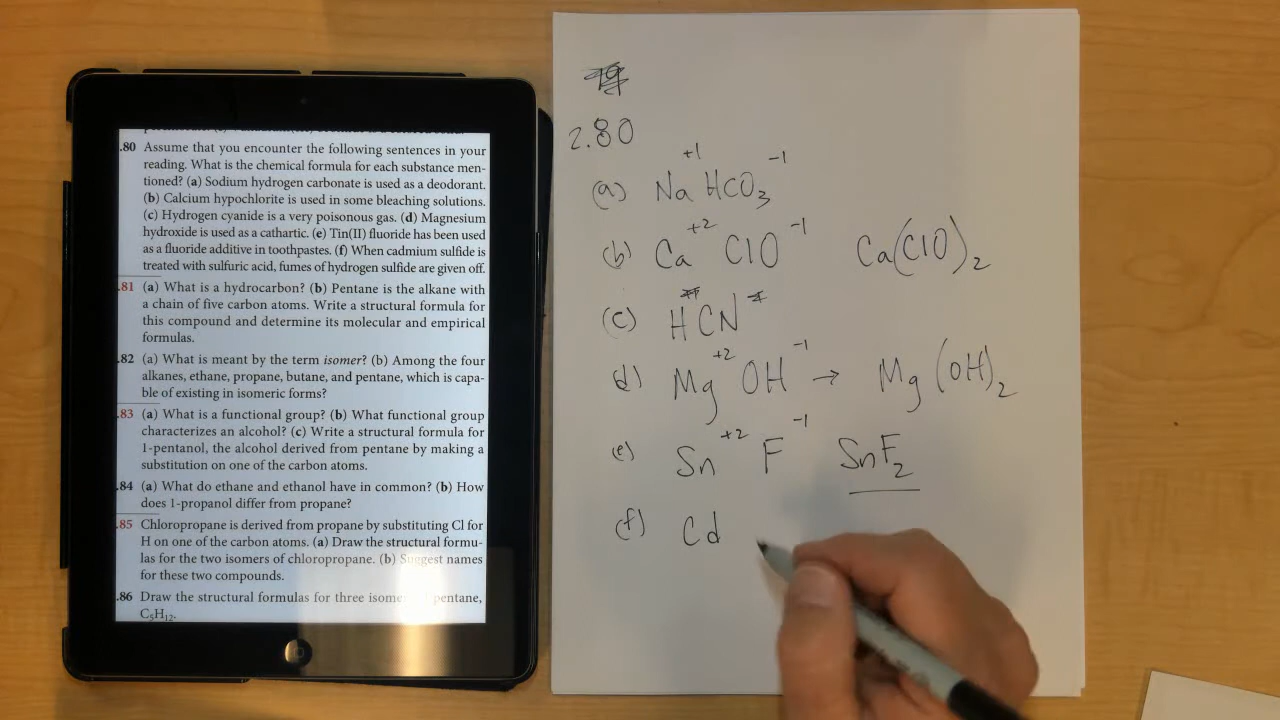 .80 Assume that you encounter the following sentences in your
reading. What is the chemical formula for each substance men-
tioned? (a) Sodium hydrogen carbonate is used as a deodorant.
(b) Calcium hypochlorite is used in some bleaching solutions.
(c) Hydrogen cyanide is a very poisonous gas. (d) Magnesium
hydroxide is used as a cathartic. (e) Tin(II) fluoride has been used
as a fluoride additive in toothpastes. (f) When cadmium sulfide is
treated with sulfuric acid, fumes of hydrogen sulfide are given off.
.81 (a) What is a hydrocarbon? (b) Pentane is the alkane with
a chain of five carbon atoms. Write a structural formula for
this compound and determine its molecular and empirical
formulas.
.82 (a) What is meant by the term isomer? (b) Among the four
alkanes, ethane, propane, butane, and pentane, which is capa-
ble of existing in isomeric forms?
.83 (a) What is a functional group? (b) What functional group
characterizes an alcohol? (c) Write a structural formula for
1-pentanol, the alcohol derived from pentane by making a
substitution on one of the carbon atoms.
.84 (a) What do ethane and ethanol have in common? (b) How
does 1-propanol differ from propane?
.85 Chloropropane is derived from propane by substituting Cl for
H on one of the carbon atoms. (a) Draw the structural formu-
las for the two isomers of chloropropane. (b) Suggest names
for these two compounds.
.86 Draw the structural formulas for three pentane,
C₅H₁₂.
2.80
(a) Na⁺¹ HCO₃⁻¹
(b) Ca⁺² ClO⁻¹ Ca(ClO)₂
(c) HCN
d) Mg⁺² OH⁻¹ → Mg(OH)₂
e) Sn⁺² F⁻¹ SnF₂
(f) Cd